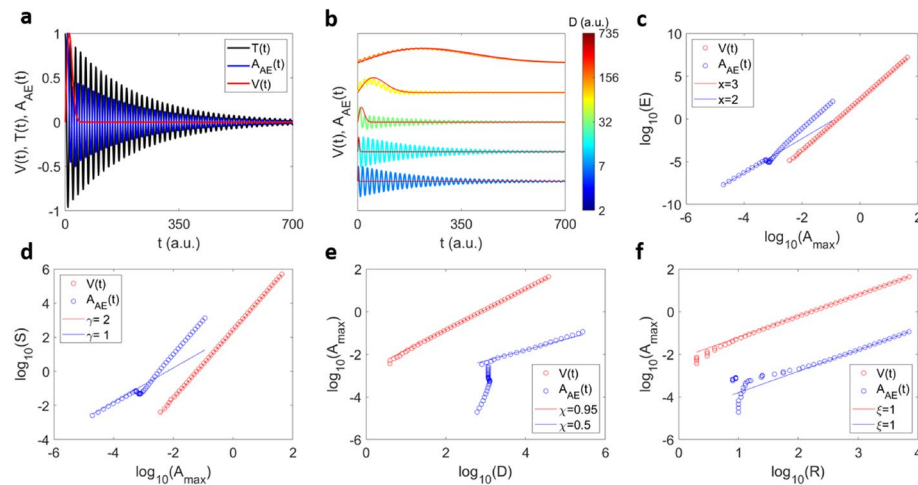 a
T(t)
A_AE(t)
V(t)
V(t), T(t), A_AE(t)
1
0.5
0
-0.5
-1
0
350
700
t (a.u.)
b
D (a.u.)
735
156
32
7
2
V(t), A_AE(t)
0
350
700
t (a.u.)
c
V(t)
A_AE(t)
x=3
x=2
log10(E)
10
5
0
-5
-10
-6
-4
-2
0
2
log10(A_max)
d
V(t)
A_AE(t)
γ= 2
γ= 1
log10(S)
6
4
2
0
-2
-4
-6
-4
-2
0
2
log10(A_max)
e
log10(A_max)
2
0
-2
-4
-6
0
2
4
6
log10(D)
V(t)
A_AE(t)
χ=0.95
χ=0.5
f
log10(A_max)
2
0
-2
-4
-6
0
1
2
3
4
log10(R)
V(t)
A_AE(t)
ξ=1
ξ=1